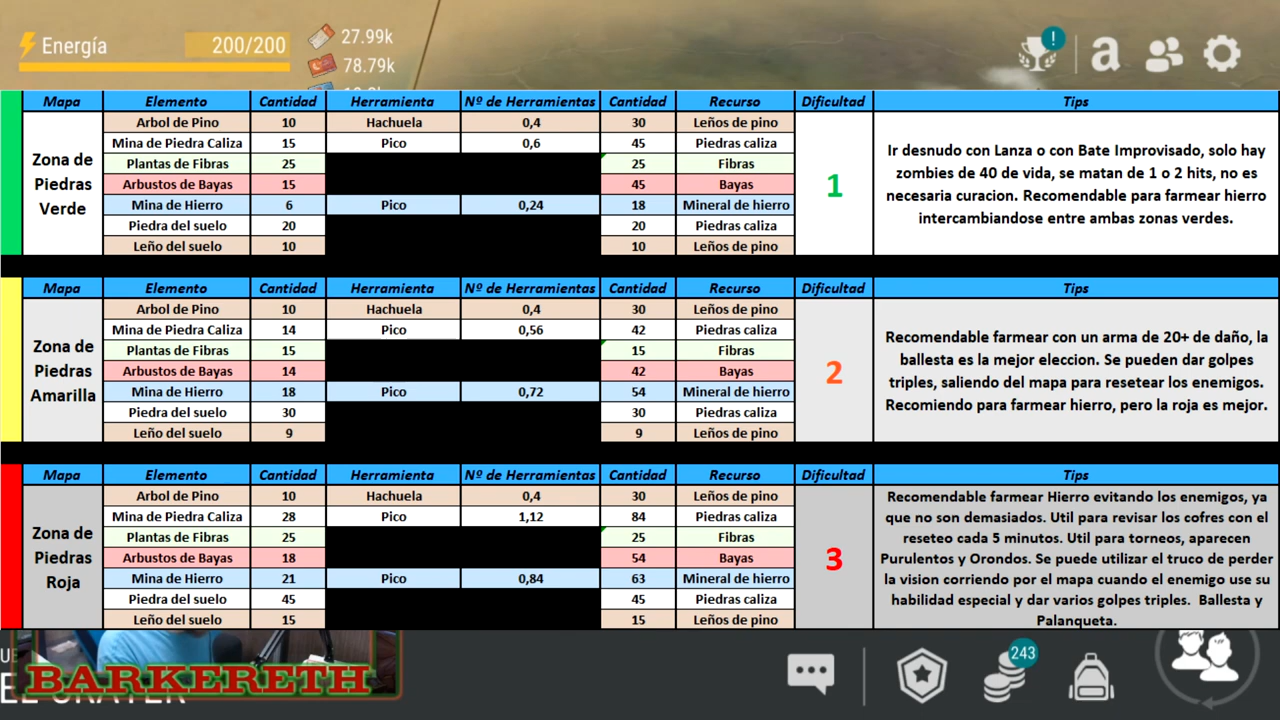 Energía 200/200
27.99k
78.79k
!
a
Mapa Elemento Cantidad Herramienta Nº de Herramientas Cantidad Recurso Dificultad Tips
Zona de Piedras Verde
Arbol de Pino 10 Hachuela 0,4 30 Leños de pino
Mina de Piedra Caliza 15 Pico 0,6 45 Piedras caliza
Plantas de Fibras 25 25 Fibras
Arbustos de Bayas 15 45 Bayas
Mina de Hierro 6 Pico 0,24 18 Mineral de hierro
Piedra del suelo 20 20 Piedras caliza
Leño del suelo 10 10 Leños de pino
1
Ir desnudo con Lanza o con Bate Improvisado, solo hay
zombies de 40 de vida, se matan de 1 o 2 hits, no es
necesaria curacion. Recomendable para farmear hierro
intercambiandose entre ambas zonas verdes.
Mapa Elemento Cantidad Herramienta Nº de Herramientas Cantidad Recurso Dificultad Tips
Zona de Piedras Amarilla
Arbol de Pino 10 Hachuela 0,4 30 Leños de pino
Mina de Piedra Caliza 14 Pico 0,56 42 Piedras caliza
Plantas de Fibras 15 15 Fibras
Arbustos de Bayas 14 42 Bayas
Mina de Hierro 18 Pico 0,72 54 Mineral de hierro
Piedra del suelo 30 30 Piedras caliza
Leño del suelo 9 9 Leños de pino
2
Recomendable farmear con un arma de 20+ de daño, la
ballesta es la mejor eleccion. Se pueden dar golpes
triples, saliendo del mapa para resetear los enemigos.
Recomiendo para farmear hierro, pero la roja es mejor.
Mapa Elemento Cantidad Herramienta Nº de Herramientas Cantidad Recurso Dificultad Tips
Zona de Piedras Roja
Arbol de Pino 10 Hachuela 0,4 30 Leños de pino
Mina de Piedra Caliza 28 Pico 1,12 84 Piedras caliza
Plantas de Fibras 25 25 Fibras
Arbustos de Bayas 18 54 Bayas
Mina de Hierro 21 Pico 0,84 63 Mineral de hierro
Piedra del suelo 45 45 Piedras caliza
Leño del suelo 15 15 Leños de pino
3
Recomendable farmear Hierro evitando los enemigos, ya
que no son demasiados. Util para revisar los cofres con el
reseteo cada 5 minutos. Util para torneos, aparecen
Purulentos y Orondos. Se puede utilizar el truco de perder
la vision corriendo por el mapa cuando el enemigo use su
habilidad especial y dar varios golpes triples. Ballesta y
Palanqueta.
BARKERETH
243